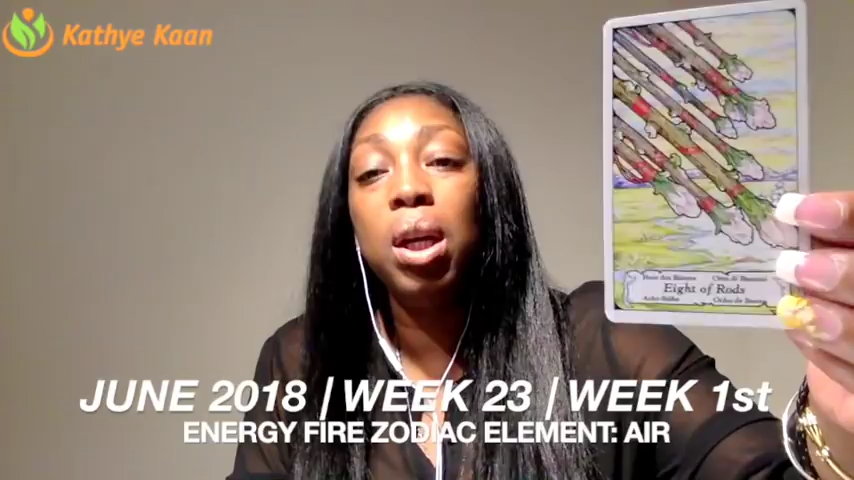 Kathye Kaan
Eight of Rods
JUNE 2018 | WEEK 23 | WEEK 1st
ENERGY FIRE ZODIAC ELEMENT: AIR